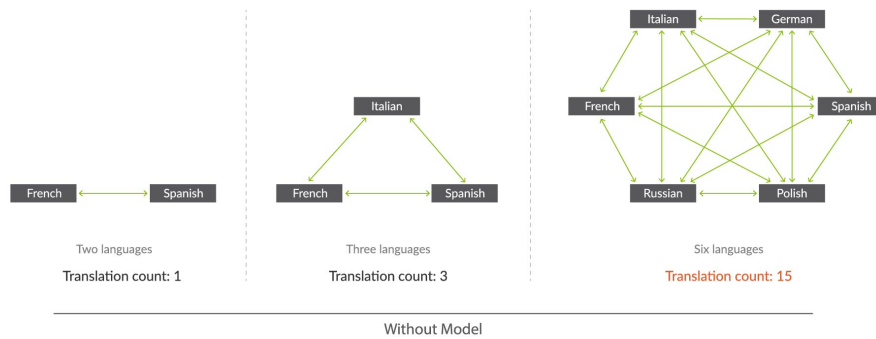 French
Spanish
Two languages
Translation count: 1
Italian
French
Spanish
Three languages
Translation count: 3
Italian
German
French
Spanish
Russian
Polish
Six languages
Translation count: 15
Without Model